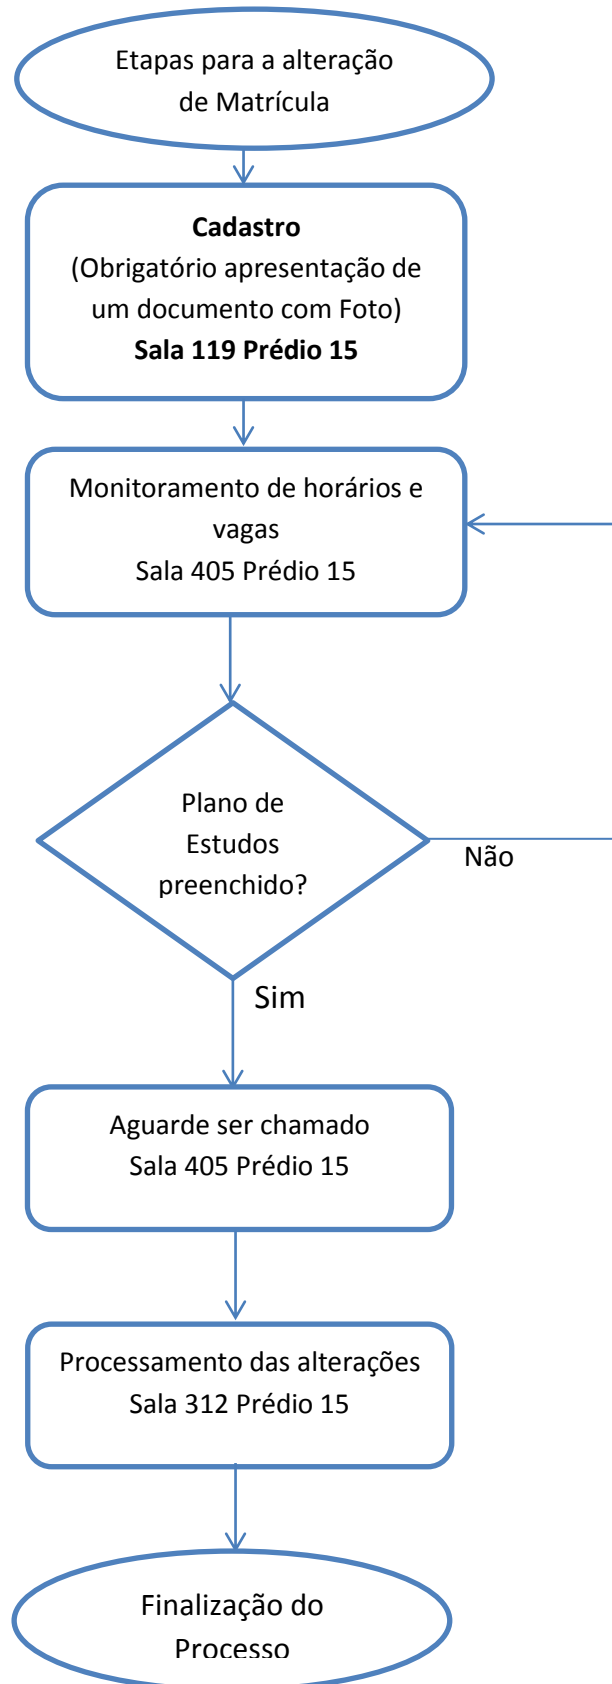 Etapas para a alteração
de Matrícula
Cadastro
(Obrigatório apresentação de
um documento com Foto)
Sala 119 Prédio 15
Monitoramento de horários e
vagas
Sala 405 Prédio 15
Plano de
Estudos
preenchido?
Não
Sim
Aguarde ser chamado
Sala 405 Prédio 15
Processamento das alterações
Sala 312 Prédio 15
Finalização do
Processo